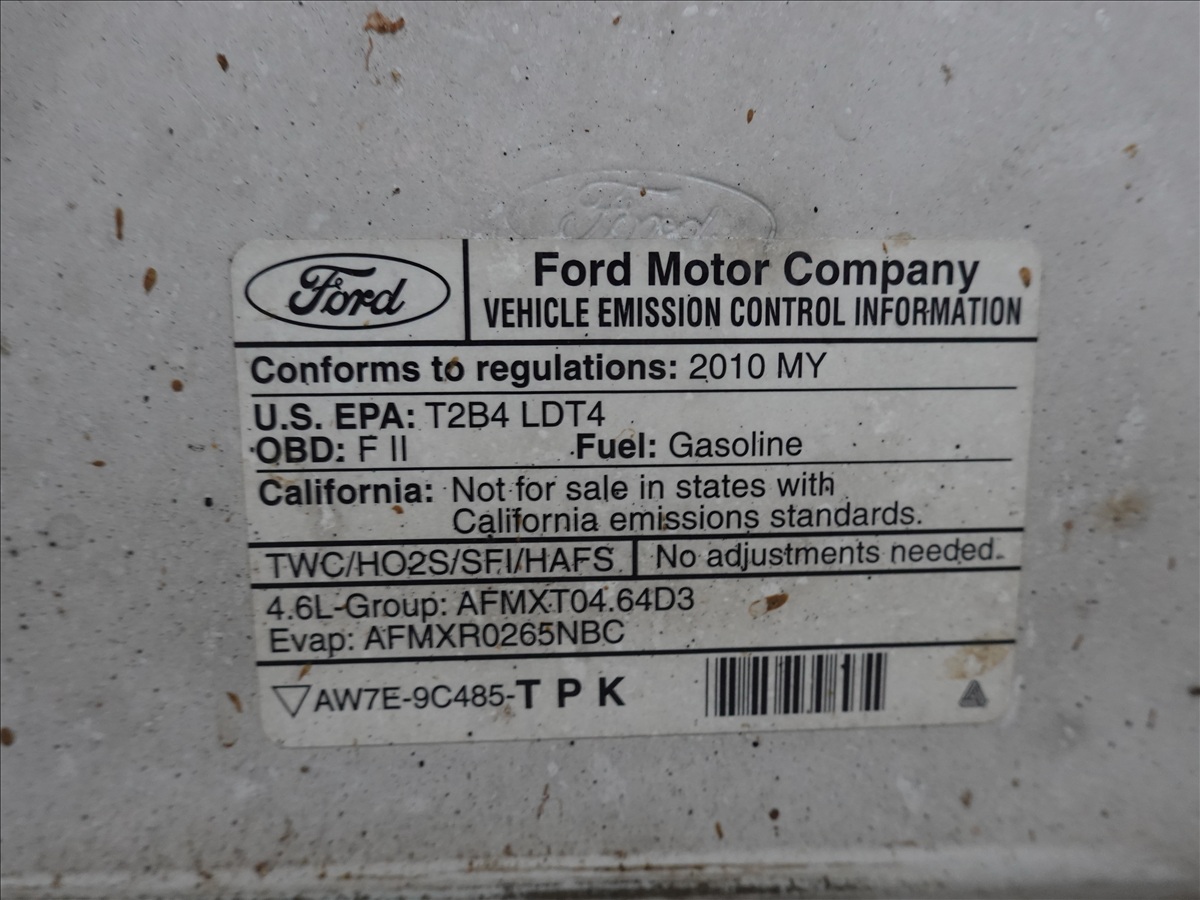 Ford
Ford
Ford Motor Company
VEHICLE EMISSION CONTROL INFORMATION
Conforms to regulations: 2010 MY
U.S. EPA: T2B4 LDT4
OBD: F II Fuel: Gasoline
California: Not for sale in states with
California emissions standards.
TWC/HO2S/SFI/HAFS No adjustments needed.
4.6L-Group: AFMXT04.64D3
Evap: AFMXR0265NBC
AW7E-9C485-T P K